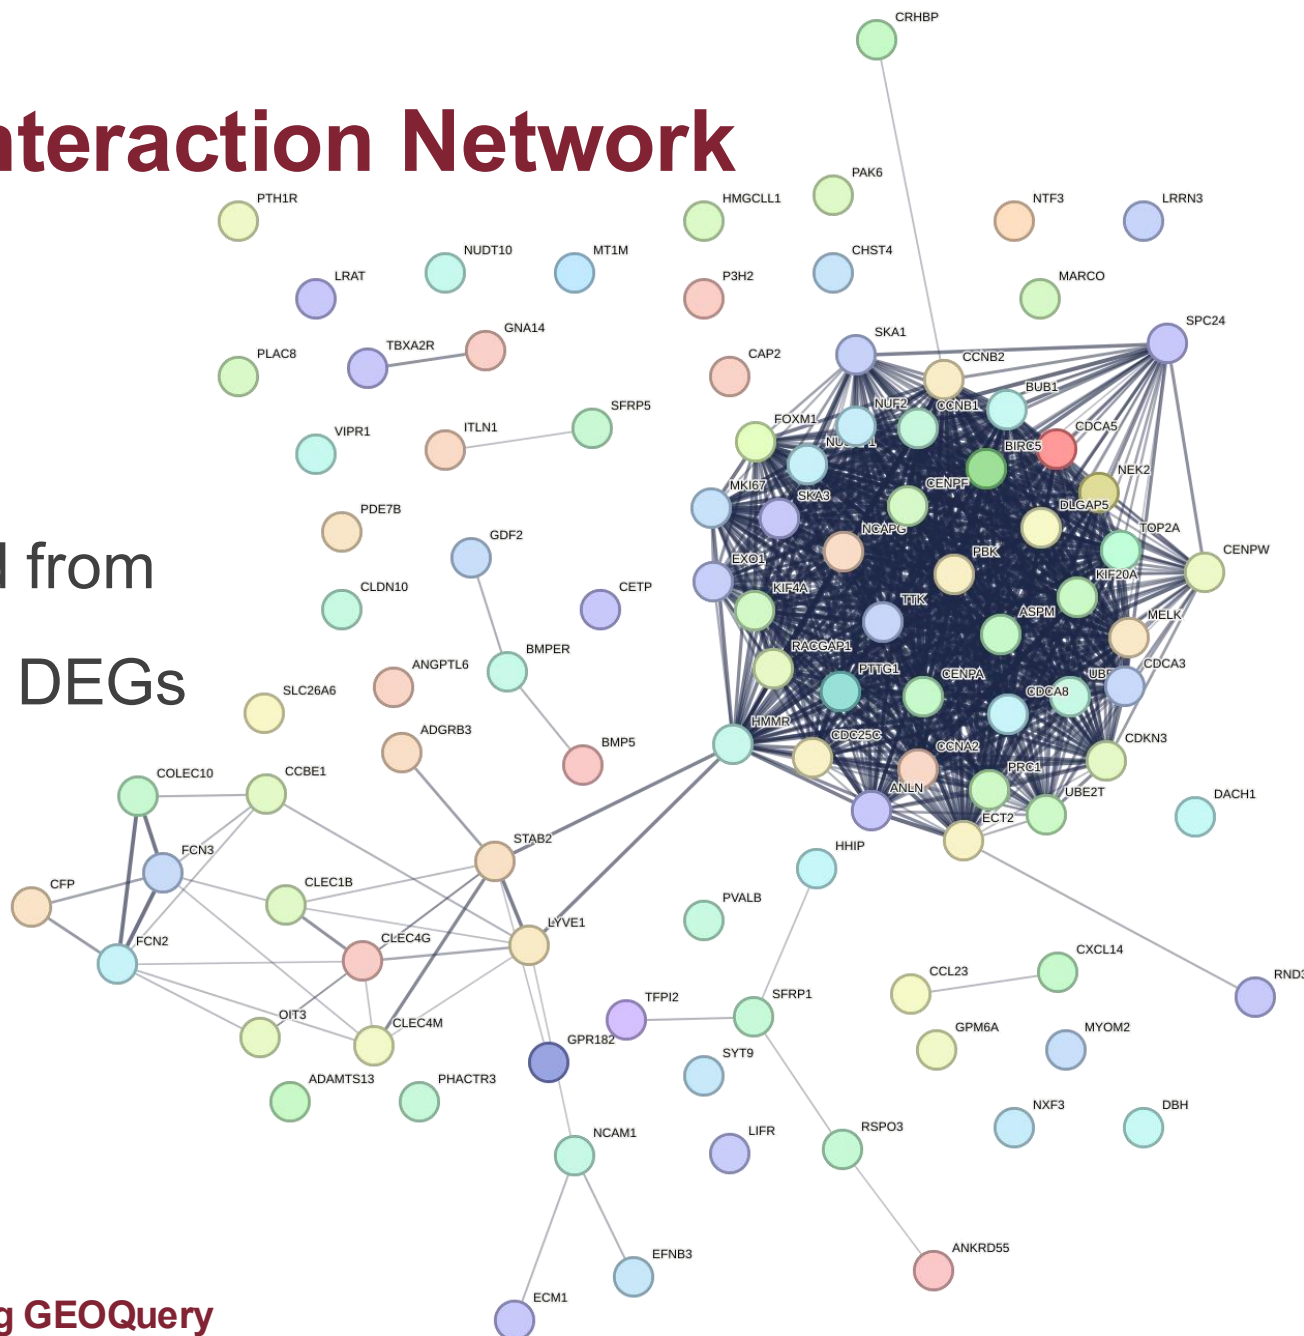 CRHBP
nteraction Network
PAK6
PTH1R
HMGCLL1
NTF3
LRRN3
NUDT10
MT1M
CHST4
LRAT
P3H2
MARCO
SPC24
GNA14
SKA1
TBXA2R
PLAC8
CAP2
CCNB2
BUB1
SFRP5
NUF2
CCNB1
FOXM1
CDCA5
VIPR1
ITLN1
BIRC5
NEK2
MKI67
CENPF
SKA3
DLGAP5
PDE7B
NCAPG
TOP2A
GDF2
CENPW
d from
EXO1
PBK
KIF20A
CLDN10
CETP
KIF4A
TTK
ASPM
MELK
BMPER
RACGAP1
ANGPTL6
PTTG1
CENPA
CDCA3
DEGs
SLC26A6
CDCA8
HMMR
ADGRB3
BMP5
CDC25C
CDKN3
CCNA2
COLEC10
CCBE1
PRC1
ANLN
UBE2T
DACH1
ECT2
STAB2
HHIP
FCN3
CFP
CLEC1B
PVALB
LYVE1
FCN2
CLEC4G
CXCL14
CCL23
RND3
TFPI2
SFRP1
OIT3
CLEC4M
GPR182
GPM6A
MYOM2
SYT9
ADAMTS13
PHACTR3
NXF3
DBH
NCAM1
LIFR
RSPO3
EFNB3
ANKRD55
ECM1
g GEOQuery